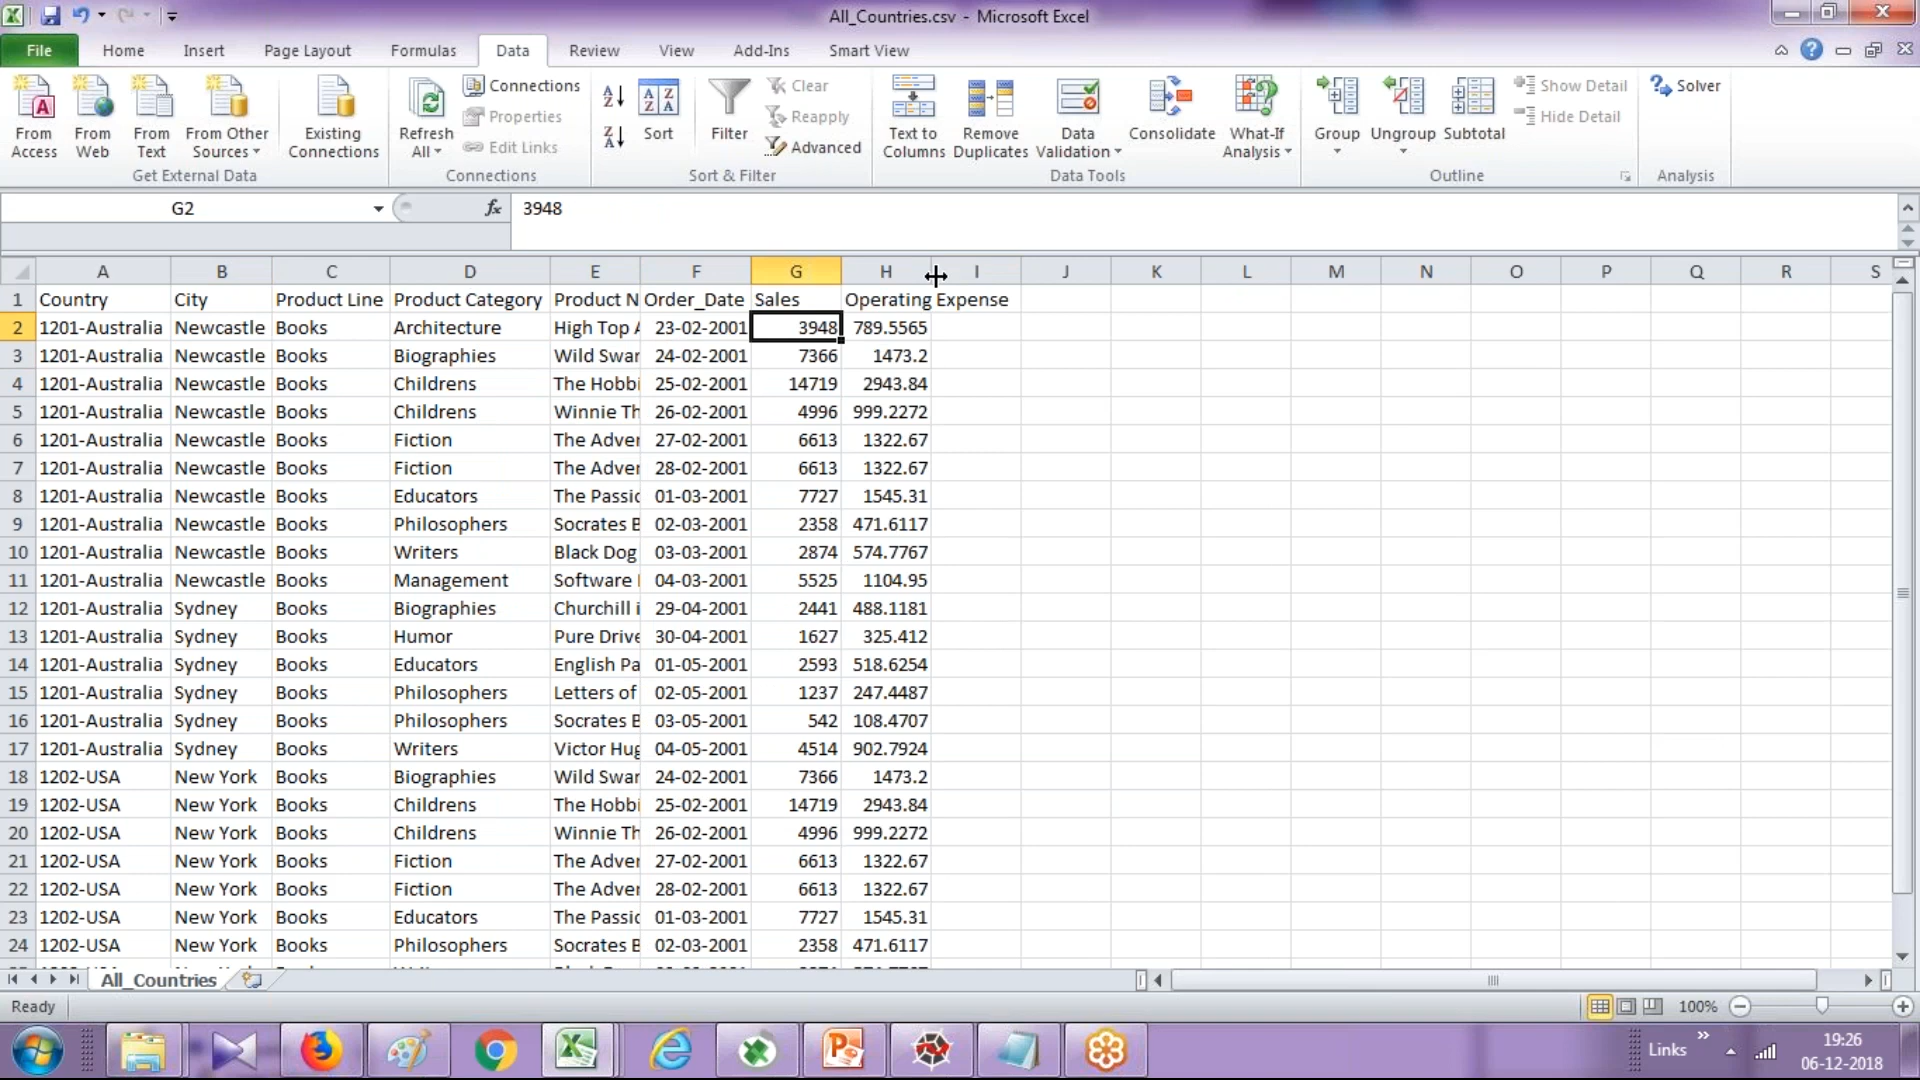 All_Countries.csv - Microsoft Excel
File Home Insert Page Layout Formulas Data Review View Add-Ins Smart View
From Access
From Web
From Text
From Other Sources
Existing Connections
Get External Data
Refresh All
Connections
Properties
Edit Links
Connections
Sort
Filter
Clear
Reapply
Advanced
Sort & Filter
Text to Columns
Remove Duplicates
Data Validation
Consolidate
What-If Analysis
Data Tools
Group
Ungroup
Subtotal
Show Detail
Hide Detail
Outline
Solver
Analysis
G2 fx 3948
A B C D E F G H I J K L M N O P Q R S
1 Country City Product Line Product Category Product N Order_Date Sales Operating Expense
2 1201-Australia Newcastle Books Architecture High Top A 23-02-2001 3948 789.5565
3 1201-Australia Newcastle Books Biographies Wild Swar 24-02-2001 7366 1473.2
4 1201-Australia Newcastle Books Childrens The Hobbi 25-02-2001 14719 2943.84
5 1201-Australia Newcastle Books Childrens Winnie Th 26-02-2001 4996 999.2272
6 1201-Australia Newcastle Books Fiction The Adver 27-02-2001 6613 1322.67
7 1201-Australia Newcastle Books Fiction The Adver 28-02-2001 6613 1322.67
8 1201-Australia Newcastle Books Educators The Passic 01-03-2001 7727 1545.31
9 1201-Australia Newcastle Books Philosophers Socrates B 02-03-2001 2358 471.6117
10 1201-Australia Newcastle Books Writers Black Dog 03-03-2001 2874 574.7767
11 1201-Australia Newcastle Books Management Software 04-03-2001 5525 1104.95
12 1201-Australia Sydney Books Biographies Churchill i 29-04-2001 2441 488.1181
13 1201-Australia Sydney Books Humor Pure Drive 30-04-2001 1627 325.412
14 1201-Australia Sydney Books Educators English Pa 01-05-2001 2593 518.6254
15 1201-Australia Sydney Books Philosophers Letters of 02-05-2001 1237 247.4487
16 1201-Australia Sydney Books Philosophers Socrates B 03-05-2001 542 108.4707
17 1201-Australia Sydney Books Writers Victor Hug 04-05-2001 4514 902.7924
18 1202-USA New York Books Biographies Wild Swar 24-02-2001 7366 1473.2
19 1202-USA New York Books Childrens The Hobbi 25-02-2001 14719 2943.84
20 1202-USA New York Books Childrens Winnie Th 26-02-2001 4996 999.2272
21 1202-USA New York Books Fiction The Adver 27-02-2001 6613 1322.67
22 1202-USA New York Books Fiction The Adver 28-02-2001 6613 1322.67
23 1202-USA New York Books Educators The Passic 01-03-2001 7727 1545.31
24 1202-USA New York Books Philosophers Socrates B 02-03-2001 2358 471.6117
All_Countries
Ready 100%
Links 19:26
06-12-2018